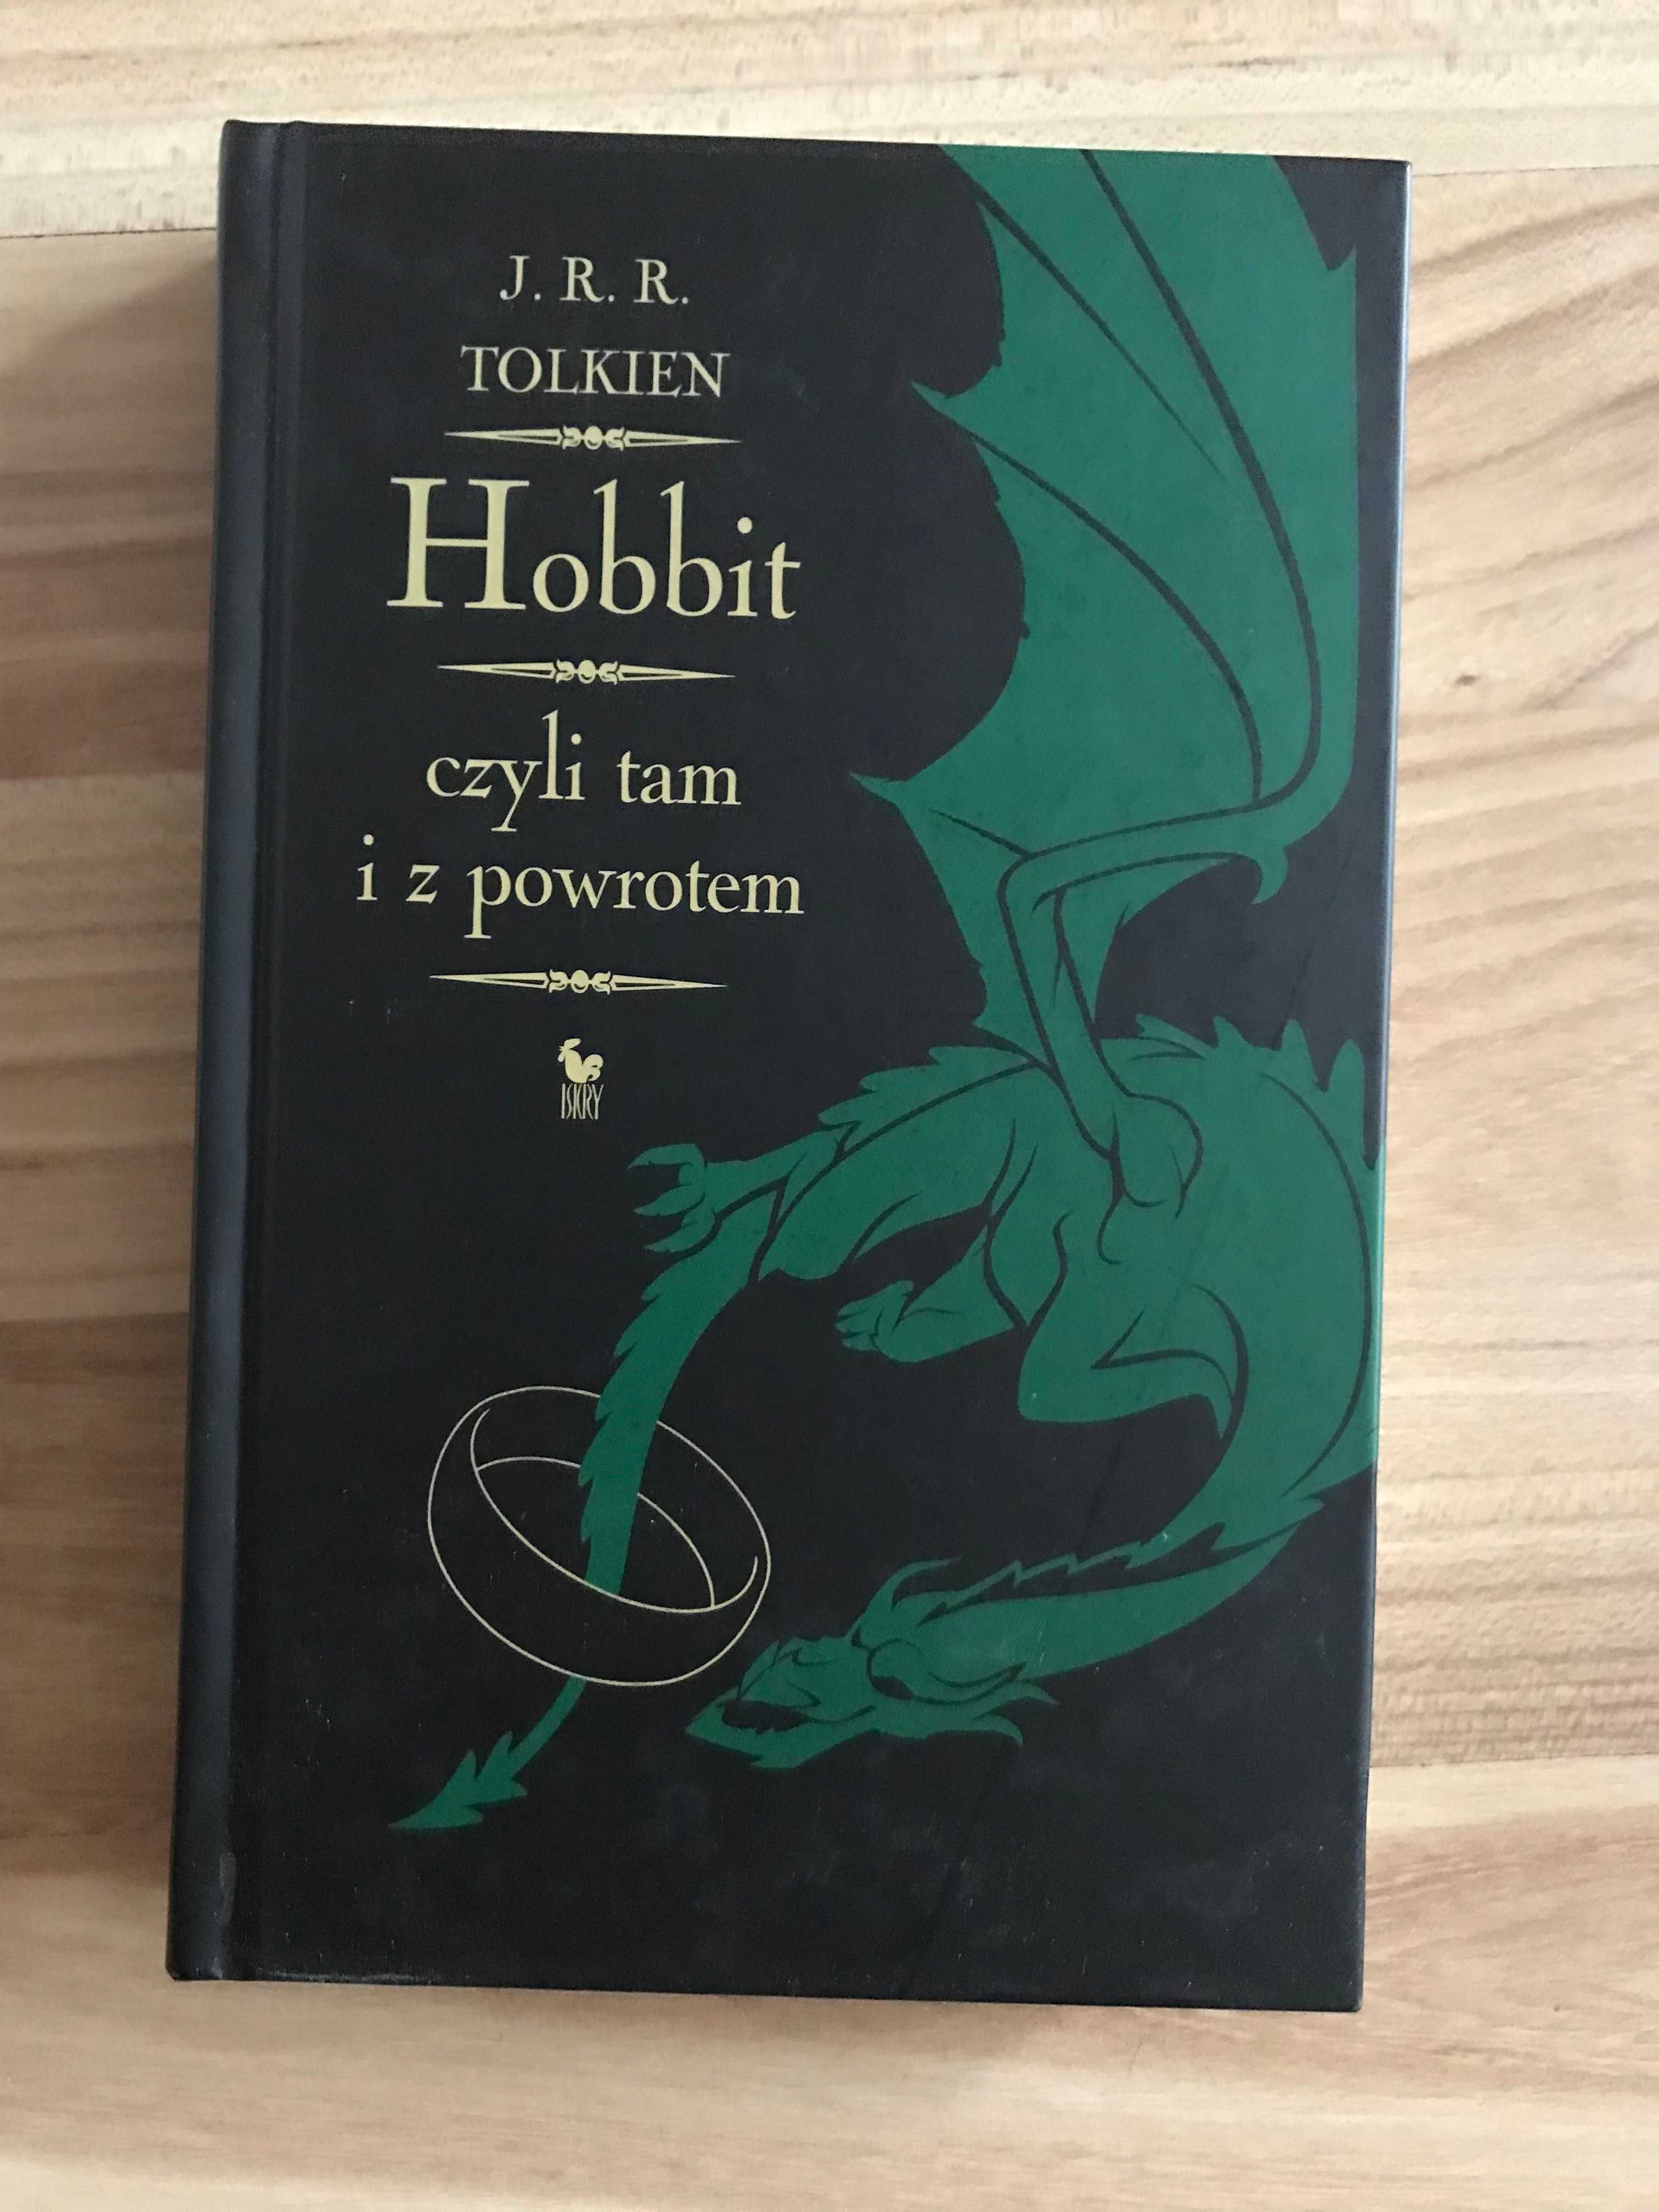 J. R. R.
TOLKIEN
Hobbit
czyli tam
i z powrotem
ISKRY